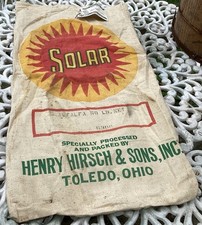 SOLAR
SPECIALLY PROCESSED
AND PACKED BY
HENRY HIRSCH & SONS, INC
TOLEDO, OHIO